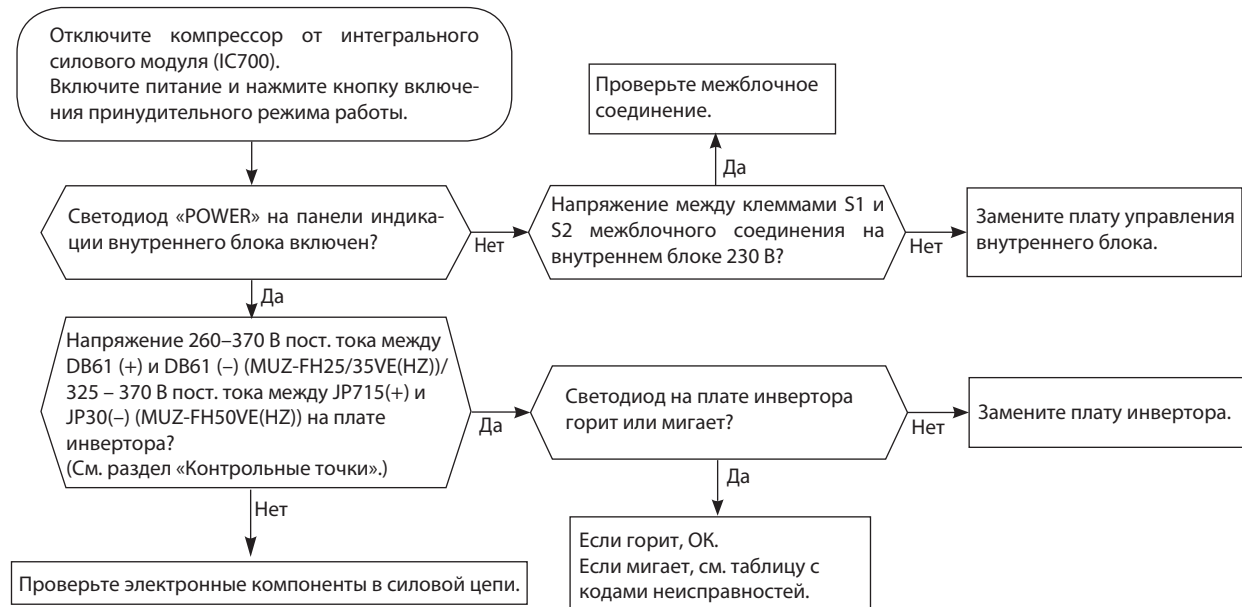 Отключите компрессор от интегрального
силового модуля (IC700).
Включите питание и нажмите кнопку включе-
ния принудительного режима работы.
Проверьте межблочное
соединение.
Да
Светодиод «POWER» на панели индика-
ции внутреннего блока включен?
Нет
Напряжение между клеммами S1 и
S2 межблочного соединения на
внутреннем блоке 230 В?
Нет
Замените плату управления
внутреннего блока.
Да
Напряжение 260–370 В пост. тока между
DB61 (+) и DB61 (–) (MUZ-FH25/35VE(HZ))/
325 – 370 В пост. тока между JP715(+) и
JP30(–) (MUZ-FH50VE(HZ)) на плате
инвертора?
(См. раздел «Контрольные точки».)
Да
Светодиод на плате инвертора
горит или мигает?
Нет
Замените плату инвертора.
Нет
Да
Проверьте электронные компоненты в силовой цепи.
Если горит, OK.
Если мигает, см. таблицу с
кодами неисправностей.